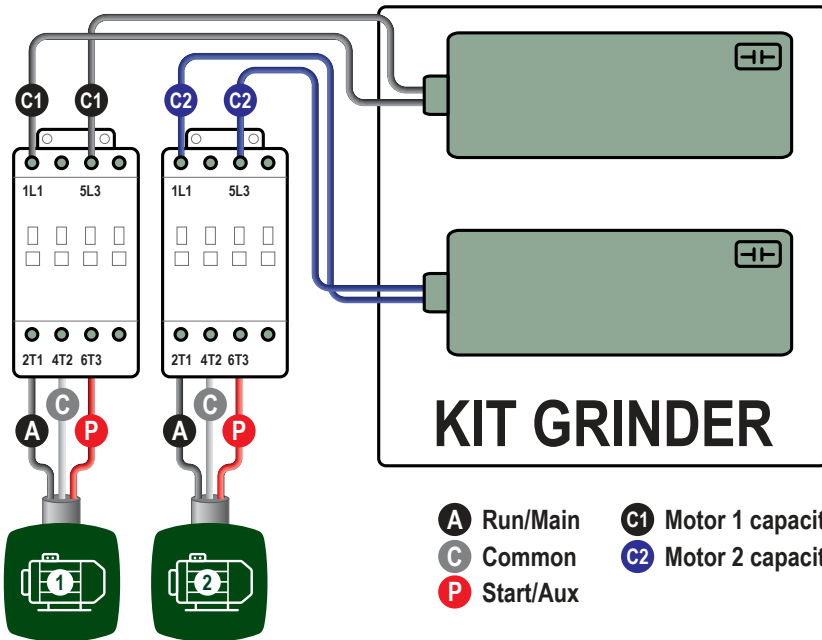 C1 C1 C2 C2
1L1 5L3 1L1 5L3
2T1 4T2 6T3 2T1 4T2 6T3
C C
A P A P
KIT GRINDER
A Run/Main C1 Motor 1 capacit
C Common C2 Motor 2 capacit
P Start/Aux
1 2